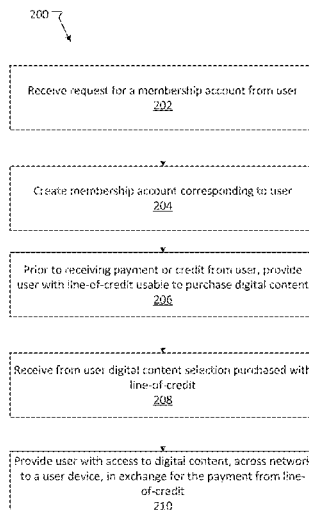 200
Receive request for a membership account from user
202
Create membership account corresponding to user
204
Prior to receiving payment or credit from user, provide
user with line-of-credit usable to purchase digital content
206
Receive from user digital content selection purchased with
line-of-credit
208
Provide user with access to digital content, across network
to a user device, in exchange for the payment from line-
of-credit
210